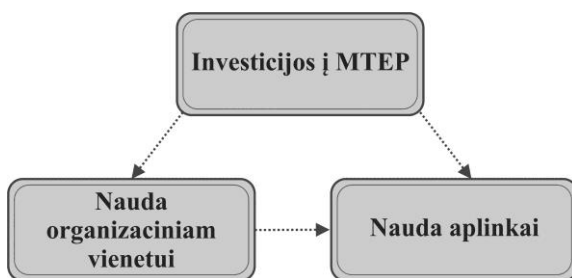 Investicijos į MTEP
Nauda
organizaciniam
vienetui
Nauda aplinkai